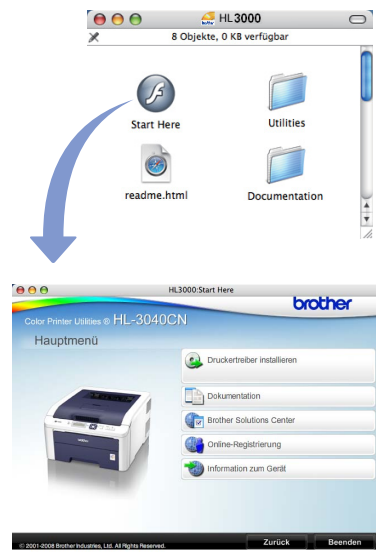 HL3000
8 Objekte, 0 KB verfügbar
Start Here
Utilities
readme.html
Documentation
HL3000:Start Here
brother
Color Printer Utilities ® HL-3040CN
Hauptmenü
Druckertreiber installieren
Dokumentation
Brother Solutions Center
Online-Registrierung
Information zum Gerät
© 2001-2008 Brother Industries, Ltd. All Rights Reserved.
Zurück
Beenden